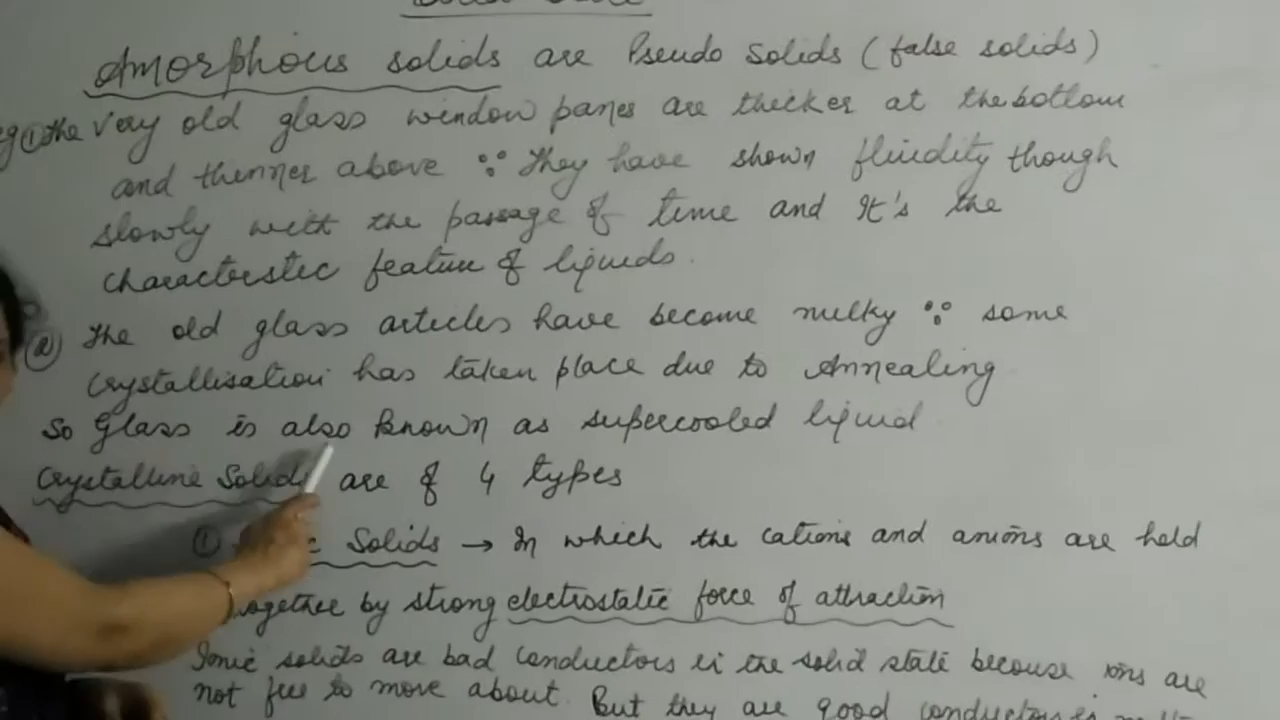 Amorphous solids are Pseudo Solids (false solids)
eg ① The very old glass window panes are thicker at the bottom
and thinner above ∵ They have shown fluidity though
slowly with the passage of time and It's the
characterstic feature of liquids.
② The old glass articles have become milky ∵ some
Crystallisation has taken place due to Annealing
So Glass is also known as supercooled liquid
Crystalline Solids are of 4 types
① Solids → In which the cations and anions are held
together by strong electrostatic force of attraction
Ionic solids are bad conductors in the solid state because ions are
not free to move about. But they are good conductors in